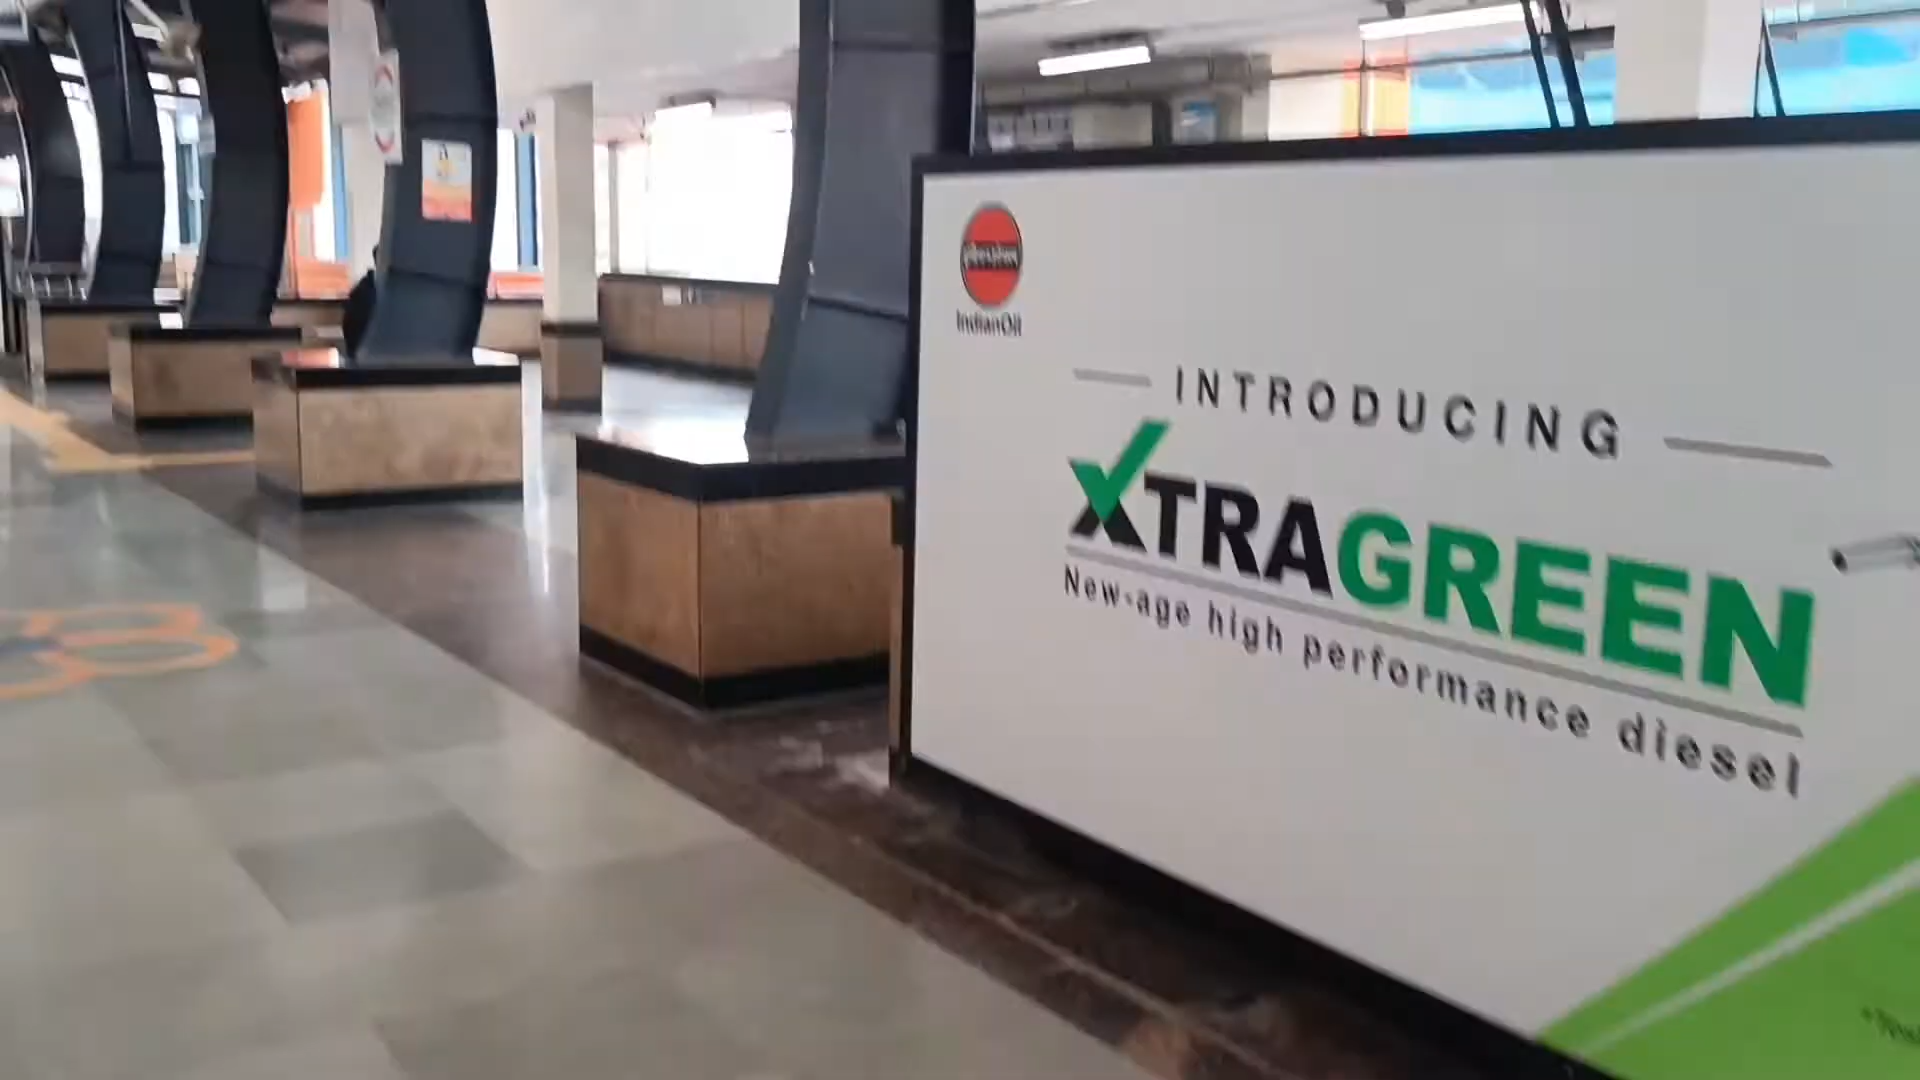 IndianOil
INTRODUCING
XTRAGREEN
New-age high performance diesel